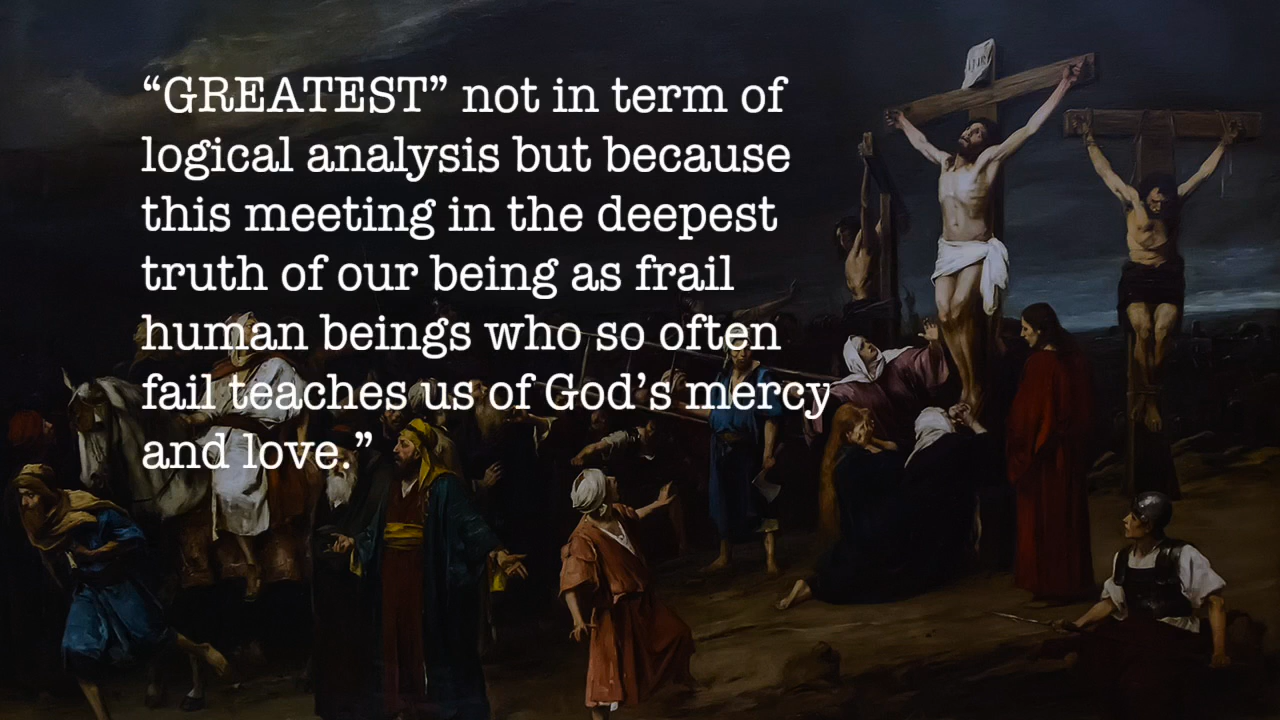 “GREATEST” not in term of
logical analysis but because
this meeting in the deepest
truth of our being as frail
human beings who so often
fail teaches us of God’s mercy
and love.”